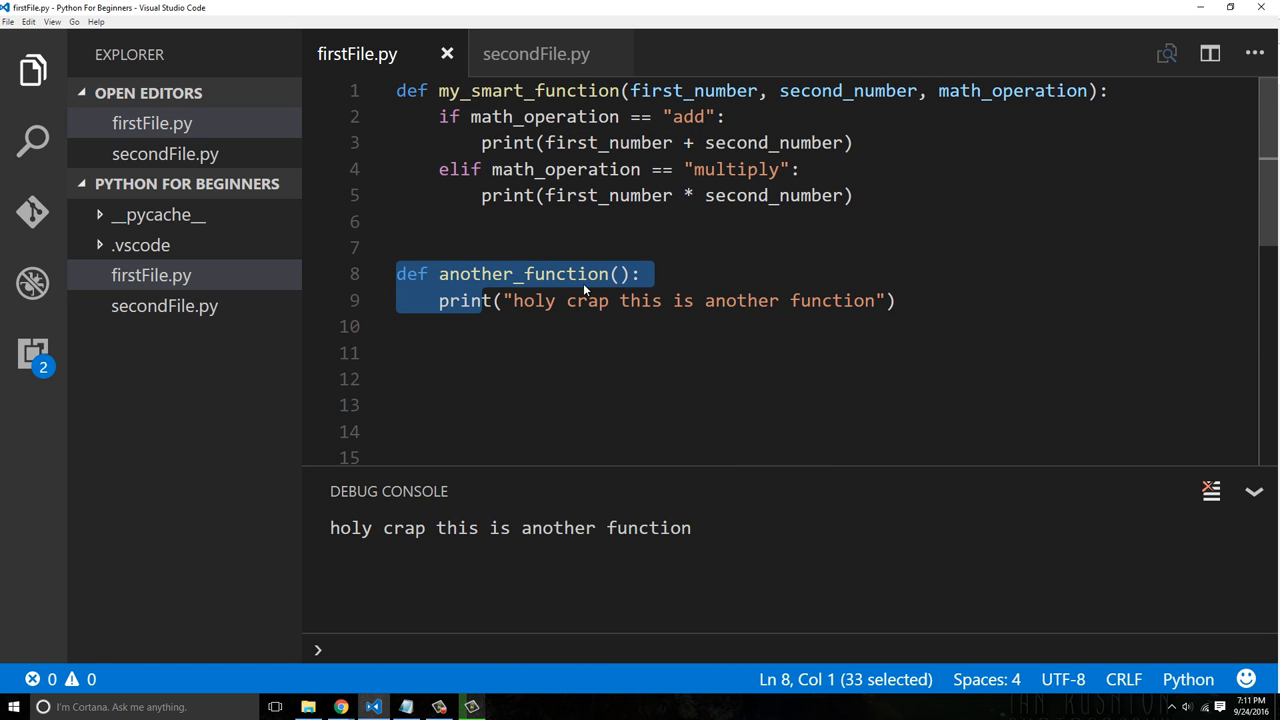 firstFile.py - Python For Beginners - Visual Studio Code
File Edit View Go Help
EXPLORER
OPEN EDITORS
firstFile.py
secondFile.py
PYTHON FOR BEGINNERS
__pycache__
.vscode
firstFile.py
secondFile.py
2
firstFile.py secondFile.py
1 def my_smart_function(first_number, second_number, math_operation):
2 if math_operation == "add":
3 print(first_number + second_number)
4 elif math_operation == "multiply":
5 print(first_number * second_number)
6
7
8 def another_function():
9 print("holy crap this is another function")
10
11
12
13
14
15
DEBUG CONSOLE
holy crap this is another function
0 0 Ln 8, Col 1 (33 selected) Spaces: 4 UTF-8 CRLF Python
I'm Cortana. Ask me anything.
7:11 PM
9/24/2016